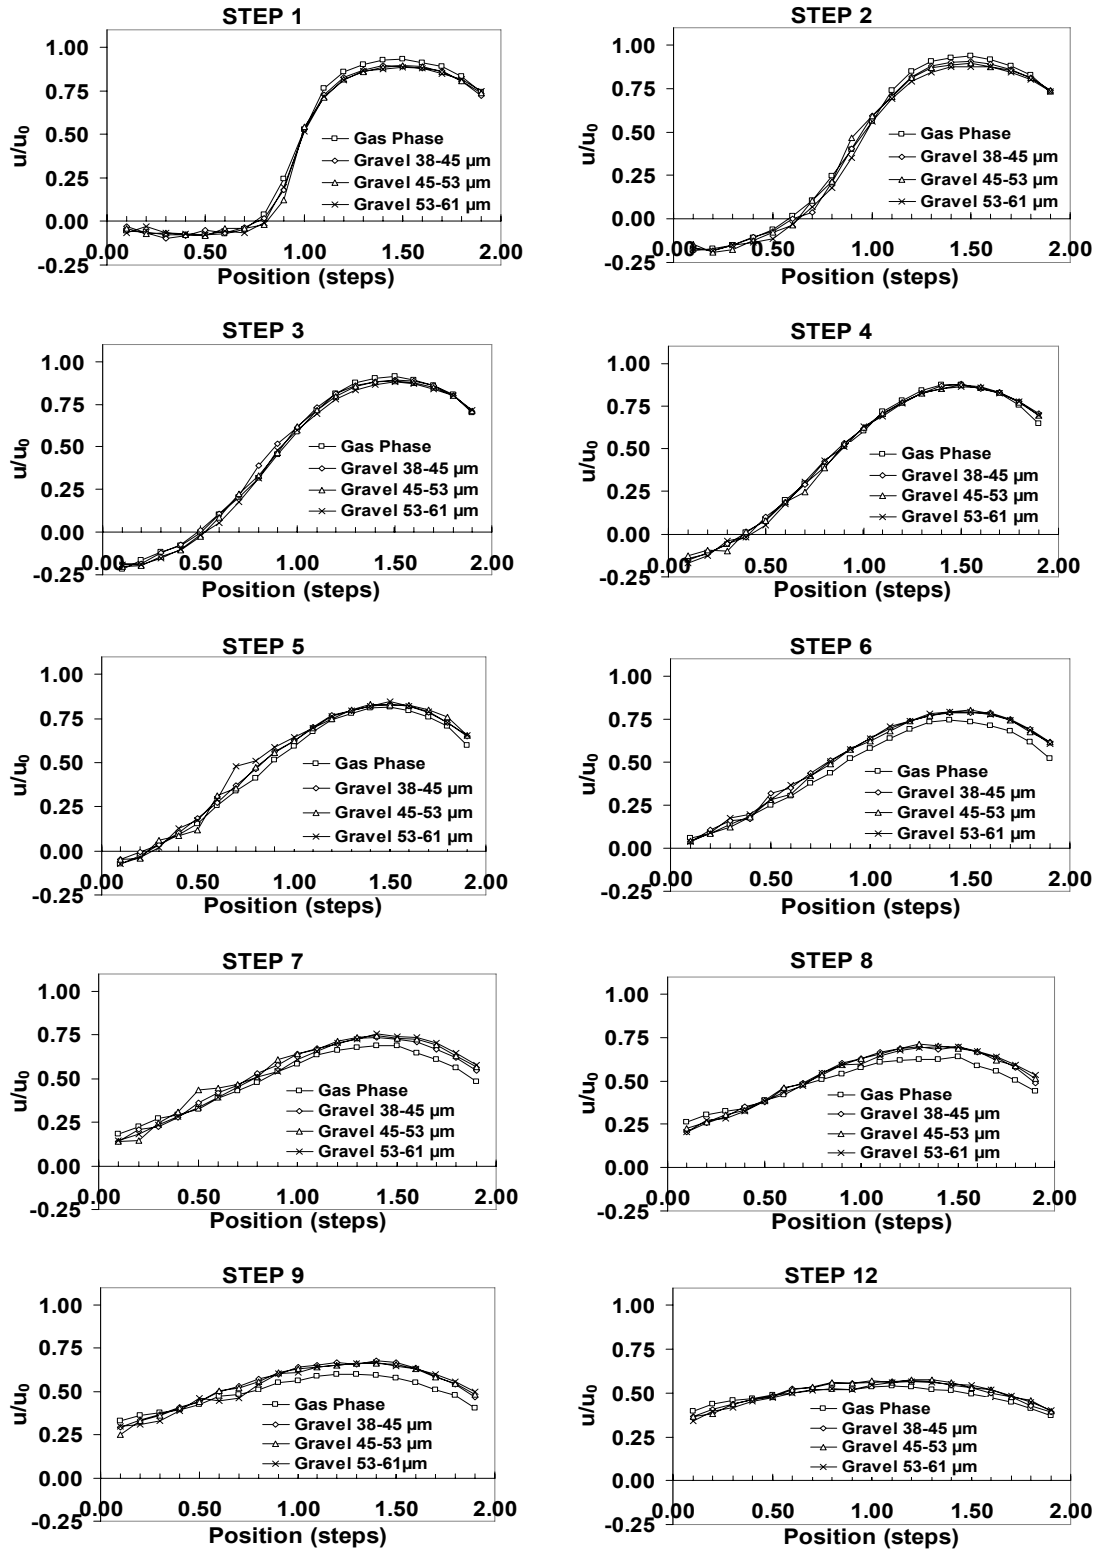 STEP 1
1.00
0.75
0.50
0.25
0.00
-0.25
u/u0
Gas Phase
Gravel 38-45 µm
Gravel 45-53 µm
Gravel 53-61 µm
0.00 0.50 1.00 1.50 2.00
Position (steps)
STEP 2
1.00
0.75
0.50
0.25
0.00
-0.25
u/u0
Gas Phase
Gravel 38-45 µm
Gravel 45-53 µm
Gravel 53-61 µm
0.00 0.50 1.00 1.50 2.00
Position (steps)
STEP 3
1.00
0.75
0.50
0.25
0.00
-0.25
u/u0
Gas Phase
Gravel 38-45 µm
Gravel 45-53 µm
Gravel 53-61 µm
0.00 0.50 1.00 1.50 2.00
Position (steps)
STEP 4
1.00
0.75
0.50
0.25
0.00
-0.25
u/u0
Gas Phase
Gravel 38-45 µm
Gravel 45-53 µm
Gravel 53-61 µm
0.00 0.50 1.00 1.50 2.00
Position (steps)
STEP 5
1.00
0.75
0.50
0.25
0.00
-0.25
u/u0
Gas Phase
Gravel 38-45 µm
Gravel 45-53 µm
Gravel 53-61 µm
0.00 0.50 1.00 1.50 2.00
Position (steps)
STEP 6
1.00
0.75
0.50
0.25
0.00
-0.25
u/u0
Gas Phase
Gravel 38-45 µm
Gravel 45-53 µm
Gravel 53-61 µm
0.00 0.50 1.00 1.50 2.00
Position (steps)
STEP 7
1.00
0.75
0.50
0.25
0.00
-0.25
u/u0
Gas Phase
Gravel 38-45 µm
Gravel 45-53 µm
Gravel 53-61 µm
0.00 0.50 1.00 1.50 2.00
Position (steps)
STEP 8
1.00
0.75
0.50
0.25
0.00
-0.25
u/u0
Gas Phase
Gravel 38-45 µm
Gravel 45-53 µm
Gravel 53-61 µm
0.00 0.50 1.00 1.50 2.00
Position (steps)
STEP 9
1.00
0.75
0.50
0.25
0.00
-0.25
u/u0
Gas Phase
Gravel 38-45 µm
Gravel 45-53 µm
Gravel 53-61µm
0.00 0.50 1.00 1.50 2.00
Position (steps)
STEP 12
1.00
0.75
0.50
0.25
0.00
-0.25
u/u0
Gas Phase
Gravel 38-45 µm
Gravel 45-53 µm
Gravel 53-61 µm
0.00 0.50 1.00 1.50 2.00
Position (steps)